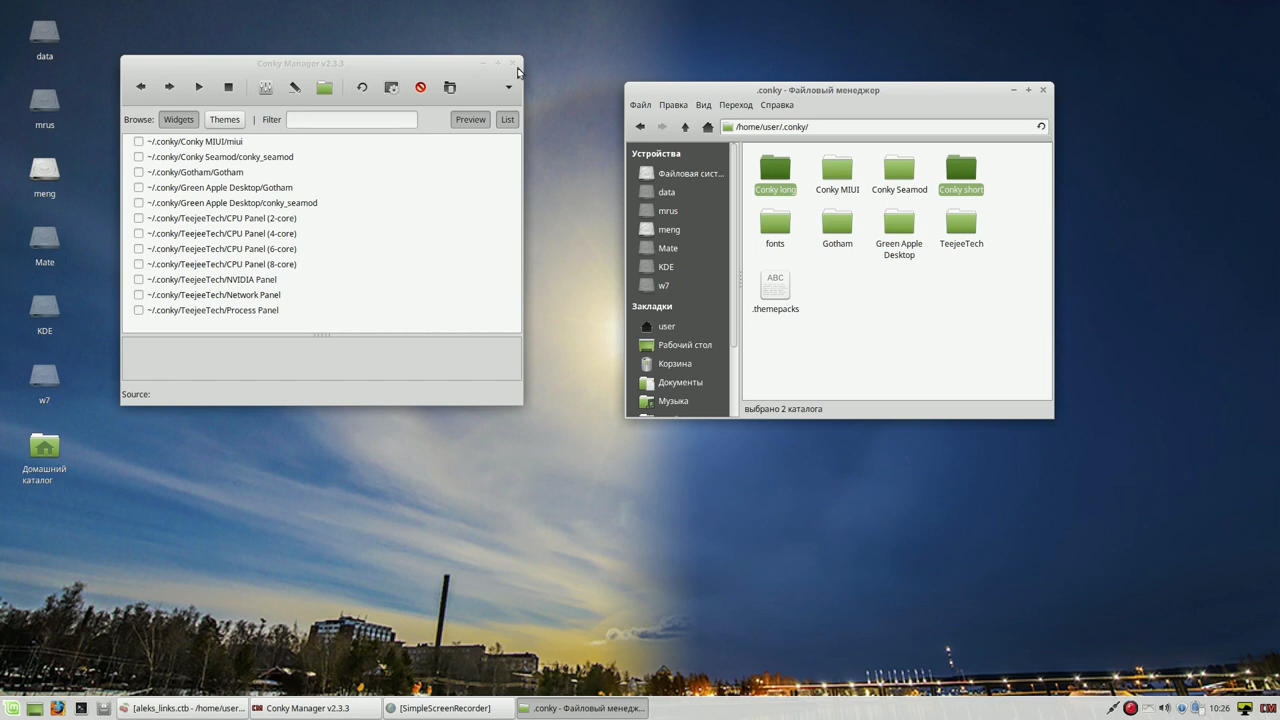 data
mrus
meng
Mate
KDE
w7
Домашний
каталог
Conky Manager v2.3.3
Browse: Widgets Themes | Filter Preview List
~/.conky/Conky MIUI/miui
~/.conky/Conky Seamod/conky_seamod
~/.conky/Gotham/Gotham
~/.conky/Green Apple Desktop/Gotham
~/.conky/Green Apple Desktop/conky_seamod
~/.conky/TeejeeTech/CPU Panel (2-core)
~/.conky/TeejeeTech/CPU Panel (4-core)
~/.conky/TeejeeTech/CPU Panel (6-core)
~/.conky/TeejeeTech/CPU Panel (8-core)
~/.conky/TeejeeTech/NVIDIA Panel
~/.conky/TeejeeTech/Network Panel
~/.conky/TeejeeTech/Process Panel
Source:
.conky - Файловый менеджер
Файл Правка Вид Переход Справка
/home/user/.conky/
Устройства
Файловая сист...
data
mrus
meng
Mate
KDE
w7
Закладки
user
Рабочий стол
Корзина
Документы
Музыка
Conky long Conky MIUI Conky Seamod Conky short
fonts Gotham Green Apple Desktop TeejeeTech
ABC
.themepacks
выбрано 2 каталога
[aleks_links.ctb - /home/user... CM Conky Manager v2.3.3 [SimpleScreenRecorder] .conky - Файловый менедж... 10:26 CM